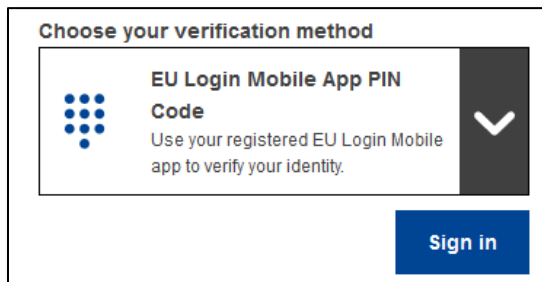 Choose your verification method
EU Login Mobile App PIN
Code
Use your registered EU Login Mobile
app to verify your identity.
Sign in